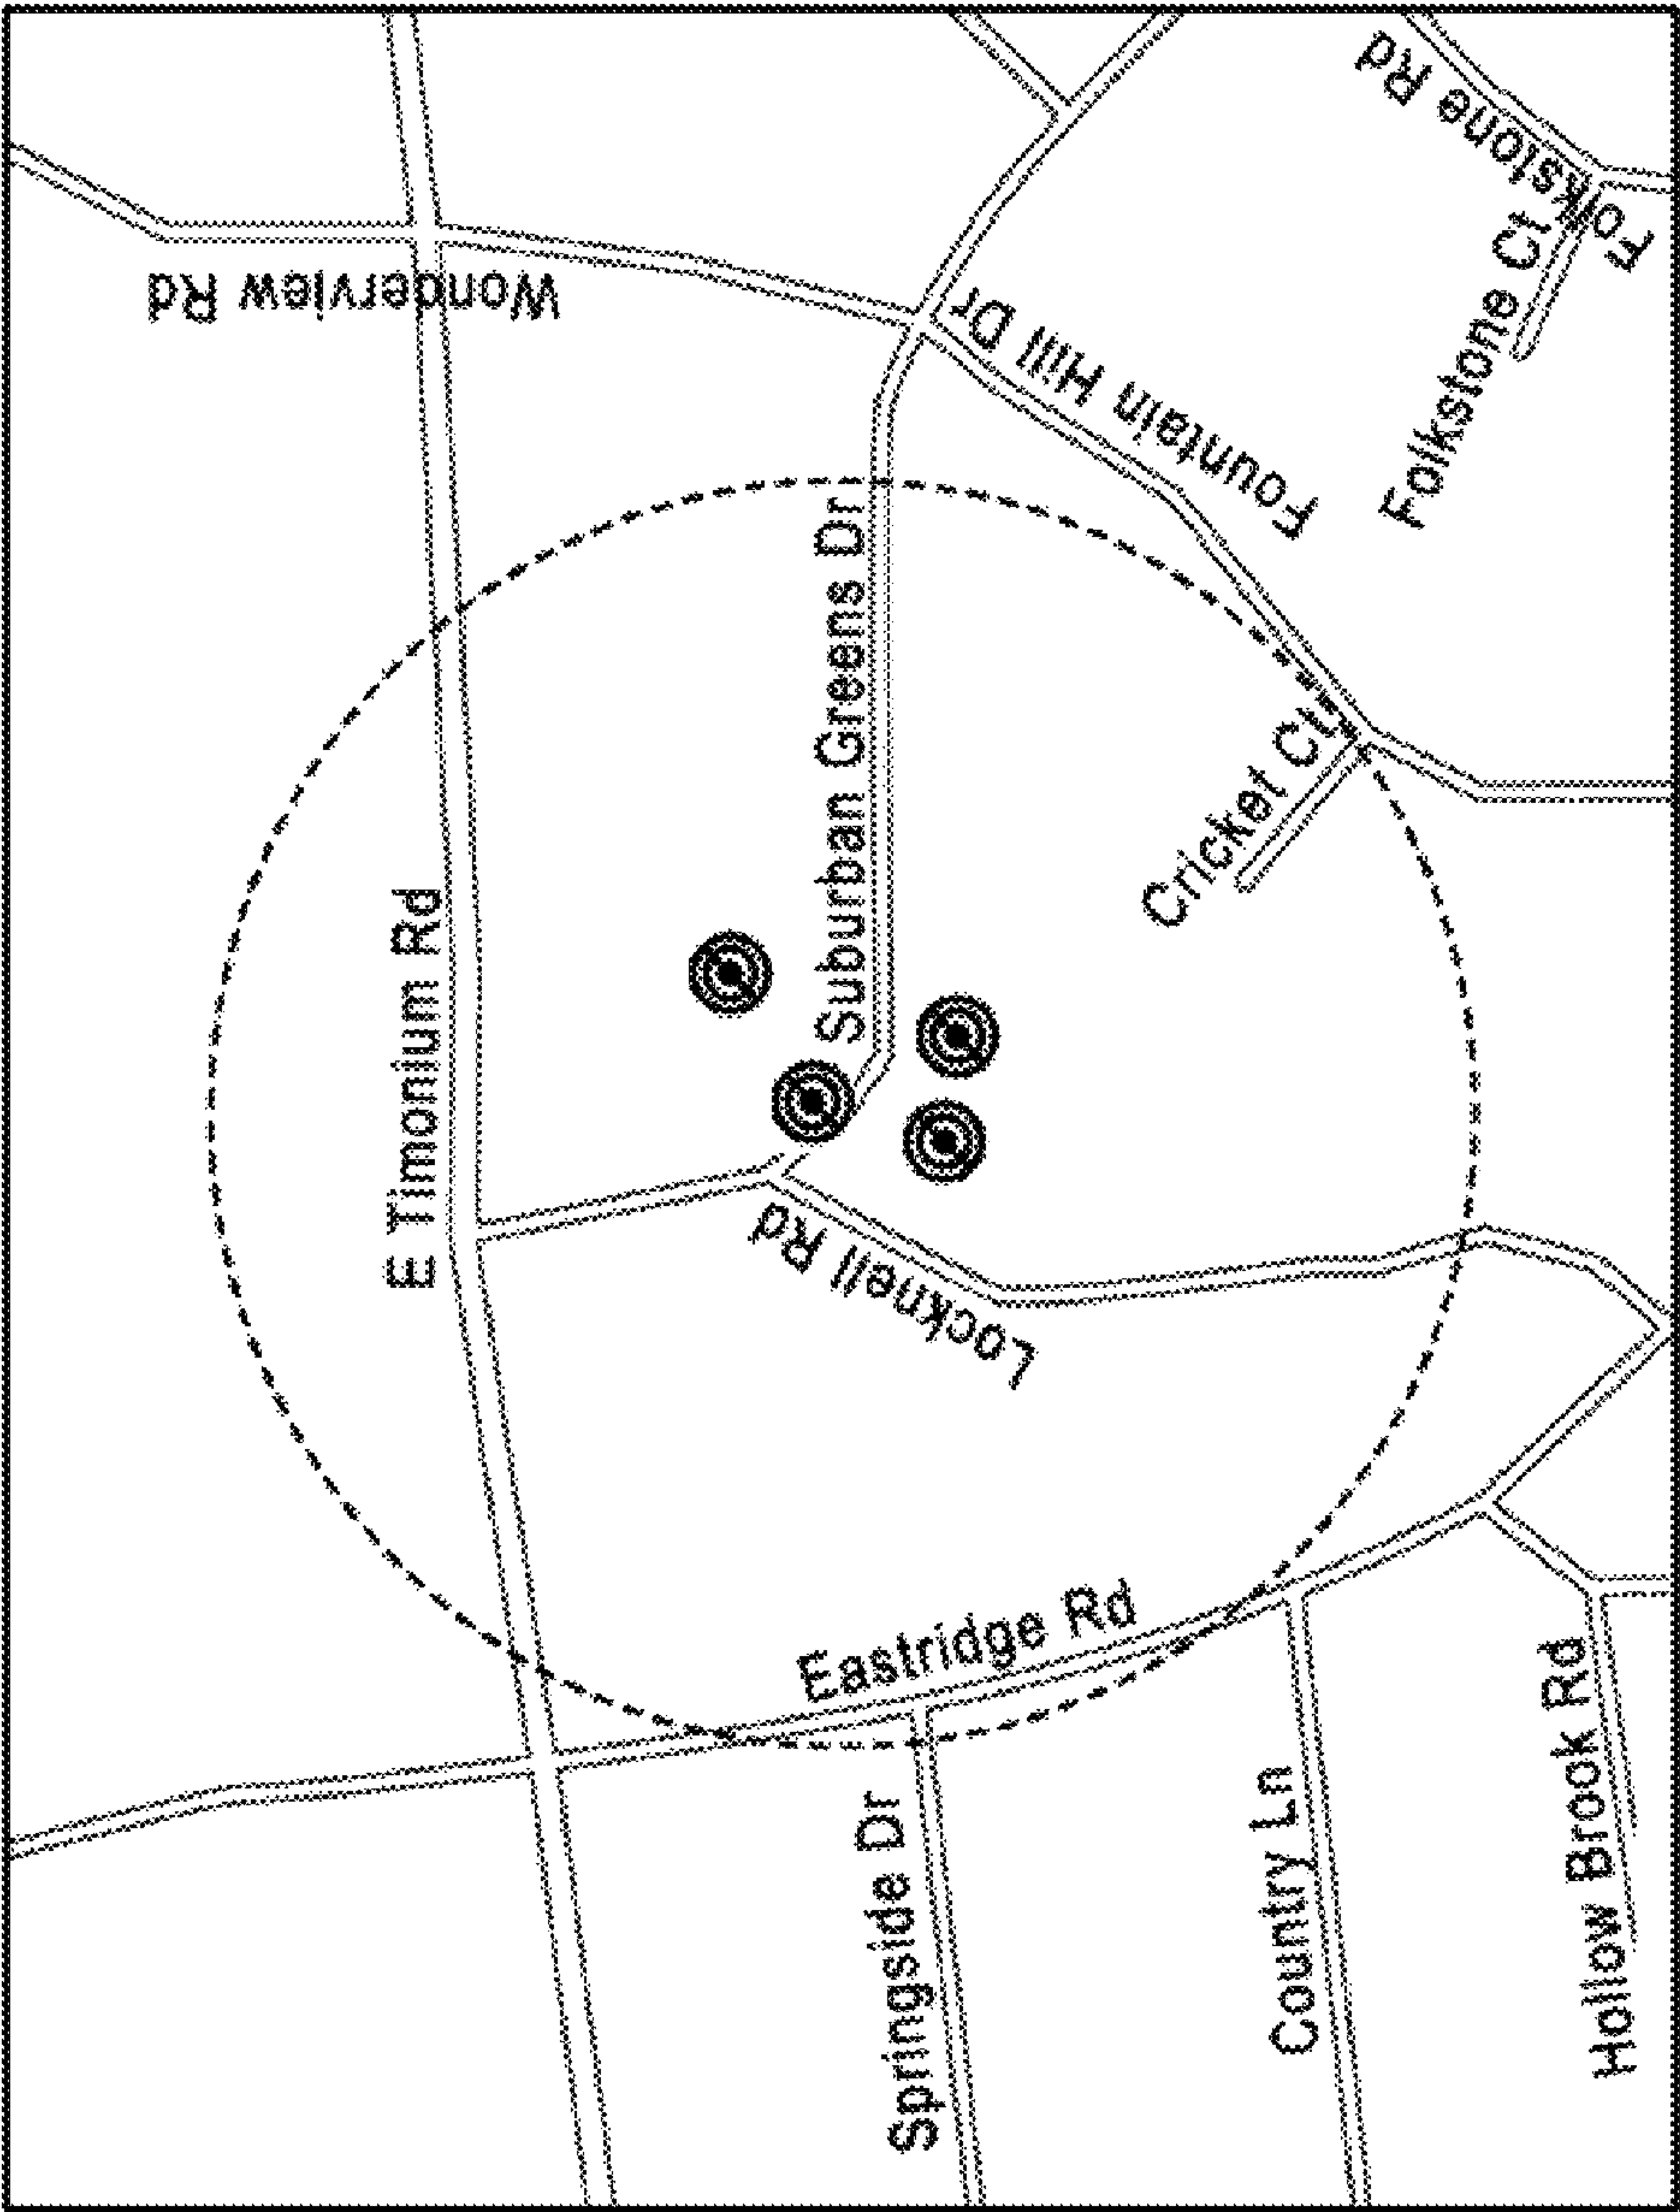 E Timonium Rd
Wonderview Rd
Suburban Greens Dr
Fountain Hill Dr
Folkstone Rd
Folkstone Ct
Cricket Ct
Locknell Rd
Eastridge Rd
Springside Dr
Country Ln
Hollow Brook Rd